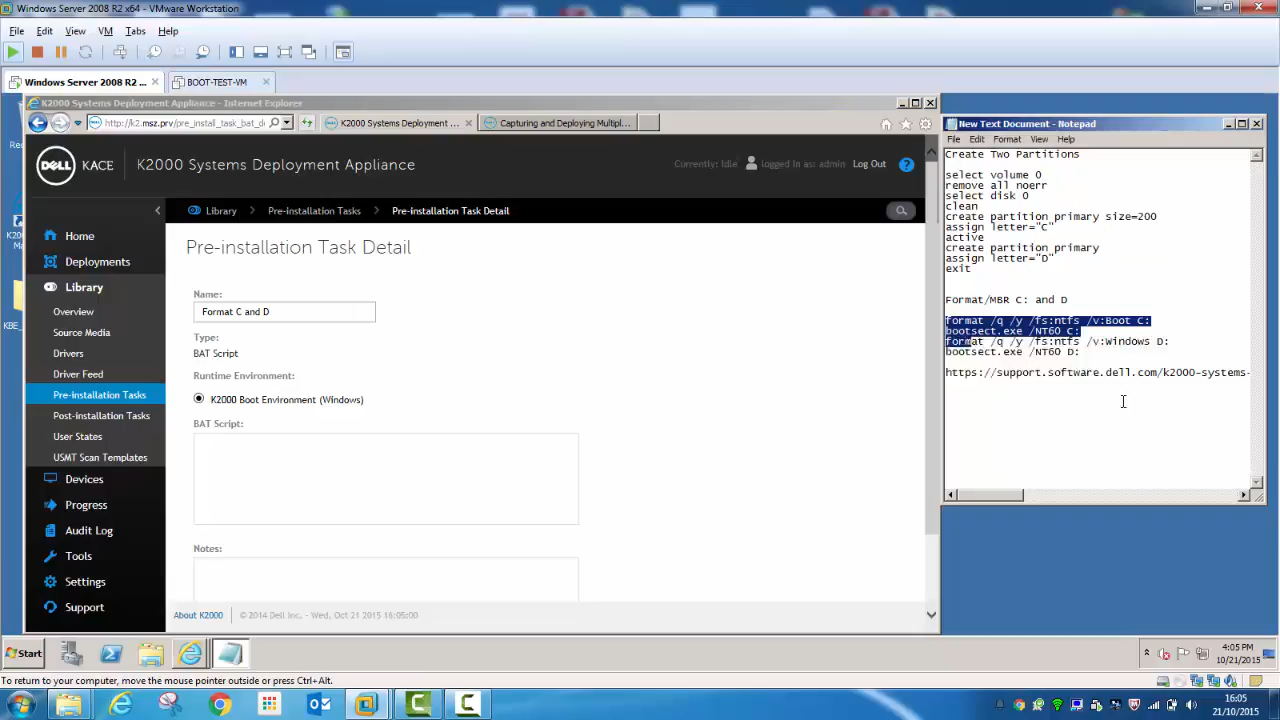 Windows Server 2008 R2 x64 - VMware Workstation
File Edit View VM Tabs Help
Windows Server 2008 R2 ... BOOT-TEST-VM
K2000 Systems Deployment Appliance - Internet Explorer
http://k2.msz.prv/pre_install_task_bat_d K2000 Systems Deployment ... Capturing and Deploying Multipl...
DELL KACE K2000 Systems Deployment Appliance Currently: Idle logged in as: admin Log Out ?
Library Pre-installation Tasks Pre-installation Task Detail
Home
Deployments
Library
Overview
Source Media
Drivers
Driver Feed
Pre-installation Tasks
Post-installation Tasks
User States
USMT Scan Templates
Devices
Progress
Audit Log
Tools
Settings
Support
Pre-installation Task Detail
Name:
Format C and D
Type:
BAT Script
Runtime Environment:
K2000 Boot Environment (Windows)
BAT Script:
Notes:
About K2000 © 2014 Dell Inc. - Wed, Oct 21 2015 16:05:00
New Text Document - Notepad
File Edit Format View Help
Create Two Partitions
select volume 0
remove all noerr
select disk 0
clean
create partition primary size=200
assign letter="C"
active
create partition primary
assign letter="D"
exit
Format/MBR C: and D
format /q /y /fs:ntfs /v:Boot C:
bootsect.exe /NT60 C:
format /q /y /fs:ntfs /v:Windows D:
bootsect.exe /NT60 D:
https://support.software.dell.com/k2000-systems-
Rec
K20
Ma
KBE_
Start
4:05 PM
10/21/2015
To return to your computer, move the mouse pointer outside or press Ctrl+Alt.
16:05
21/10/2015